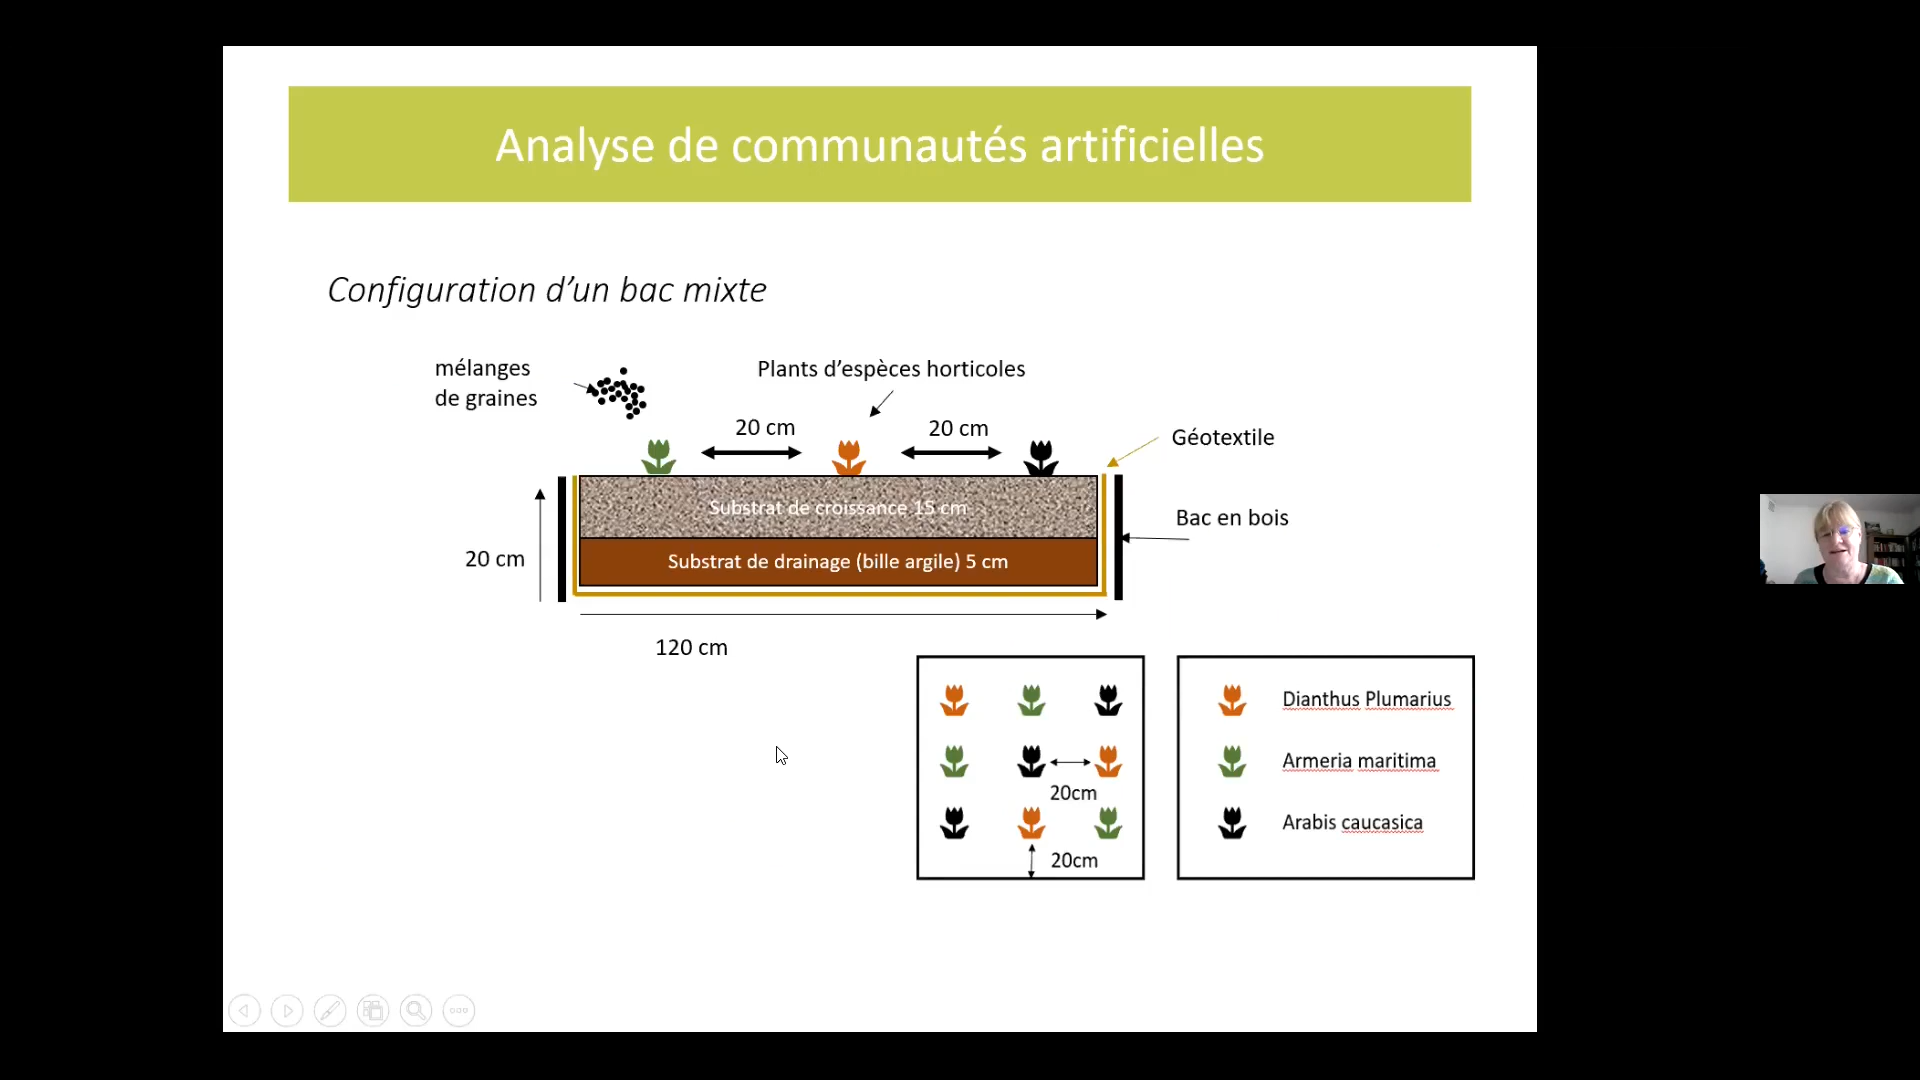 Analyse de communautés artificielles
Configuration d’un bac mixte
mélanges
de graines
Plants d’espèces horticoles
20 cm
20 cm
Géotextile
Substrat de croissance 15 cm
Bac en bois
20 cm
Substrat de drainage (bille argile) 5 cm
120 cm
20cm
20cm
Dianthus Plumarius
Armeria maritima
Arabis caucasica